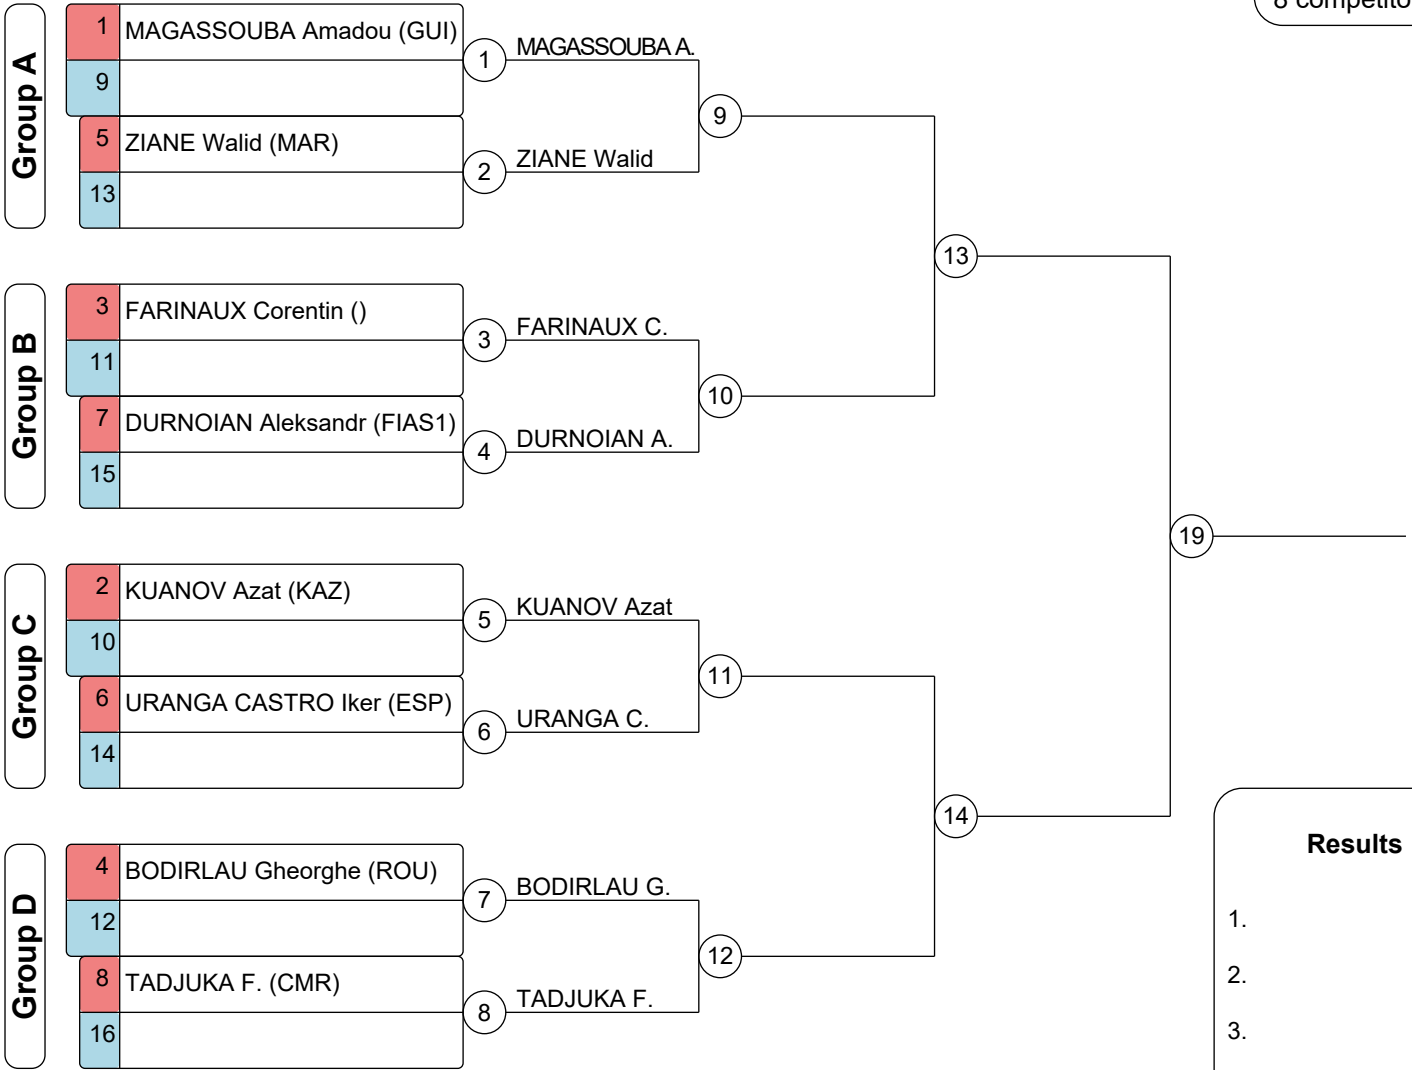 8 competito
Group A
1 MAGASSOUBA Amadou (GUI)
9
5 ZIANE Walid (MAR)
13
1 MAGASSOUBA A.
2 ZIANE Walid
9
Group B
3 FARINAUX Corentin ()
11
7 DURNOIAN Aleksandr (FIAS1)
15
3 FARINAUX C.
4 DURNOIAN A.
10
13
Group C
2 KUANOV Azat (KAZ)
10
6 URANGA CASTRO Iker (ESP)
14
5 KUANOV Azat
6 URANGA C.
11
Group D
4 BODIRLAU Gheorghe (ROU)
12
8 TADJUKA F. (CMR)
16
7 BODIRLAU G.
8 TADJUKA F.
12
14
19
Results
1.
2.
3.